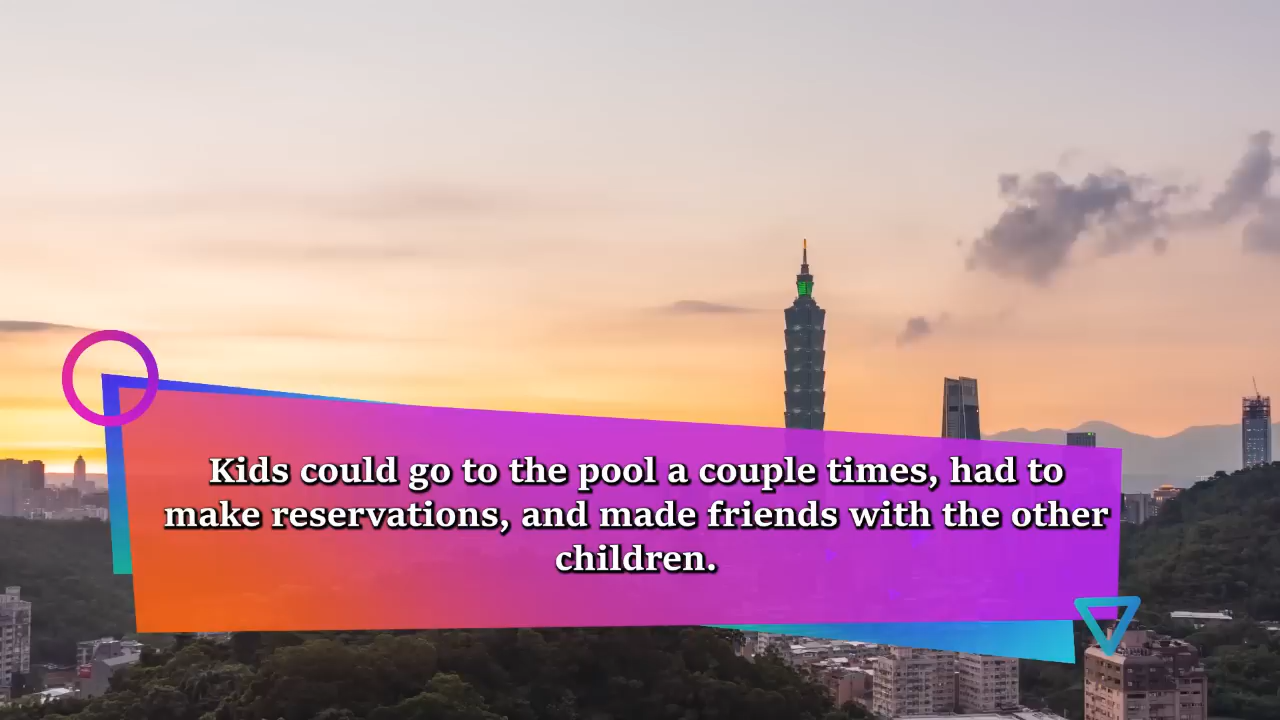 Kids could go to the pool a couple times, had to
make reservations, and made friends with the other
children.